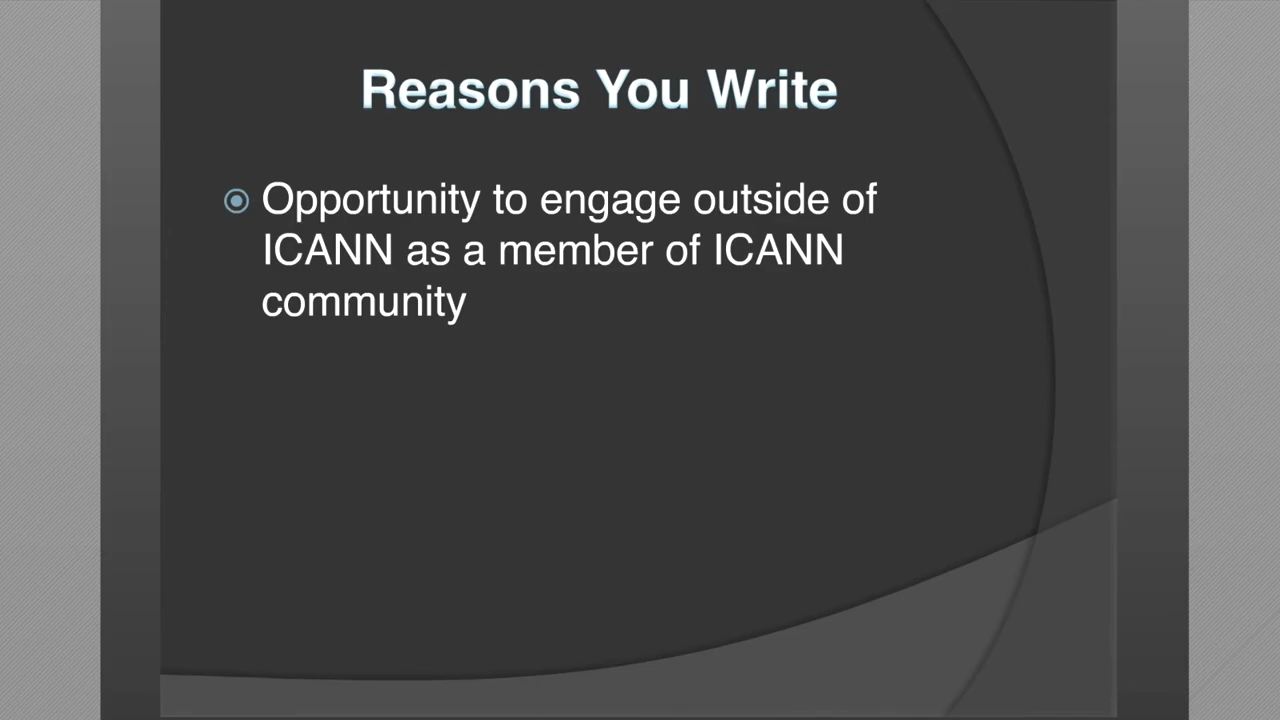 Reasons You Write
Opportunity to engage outside of
ICANN as a member of ICANN
community